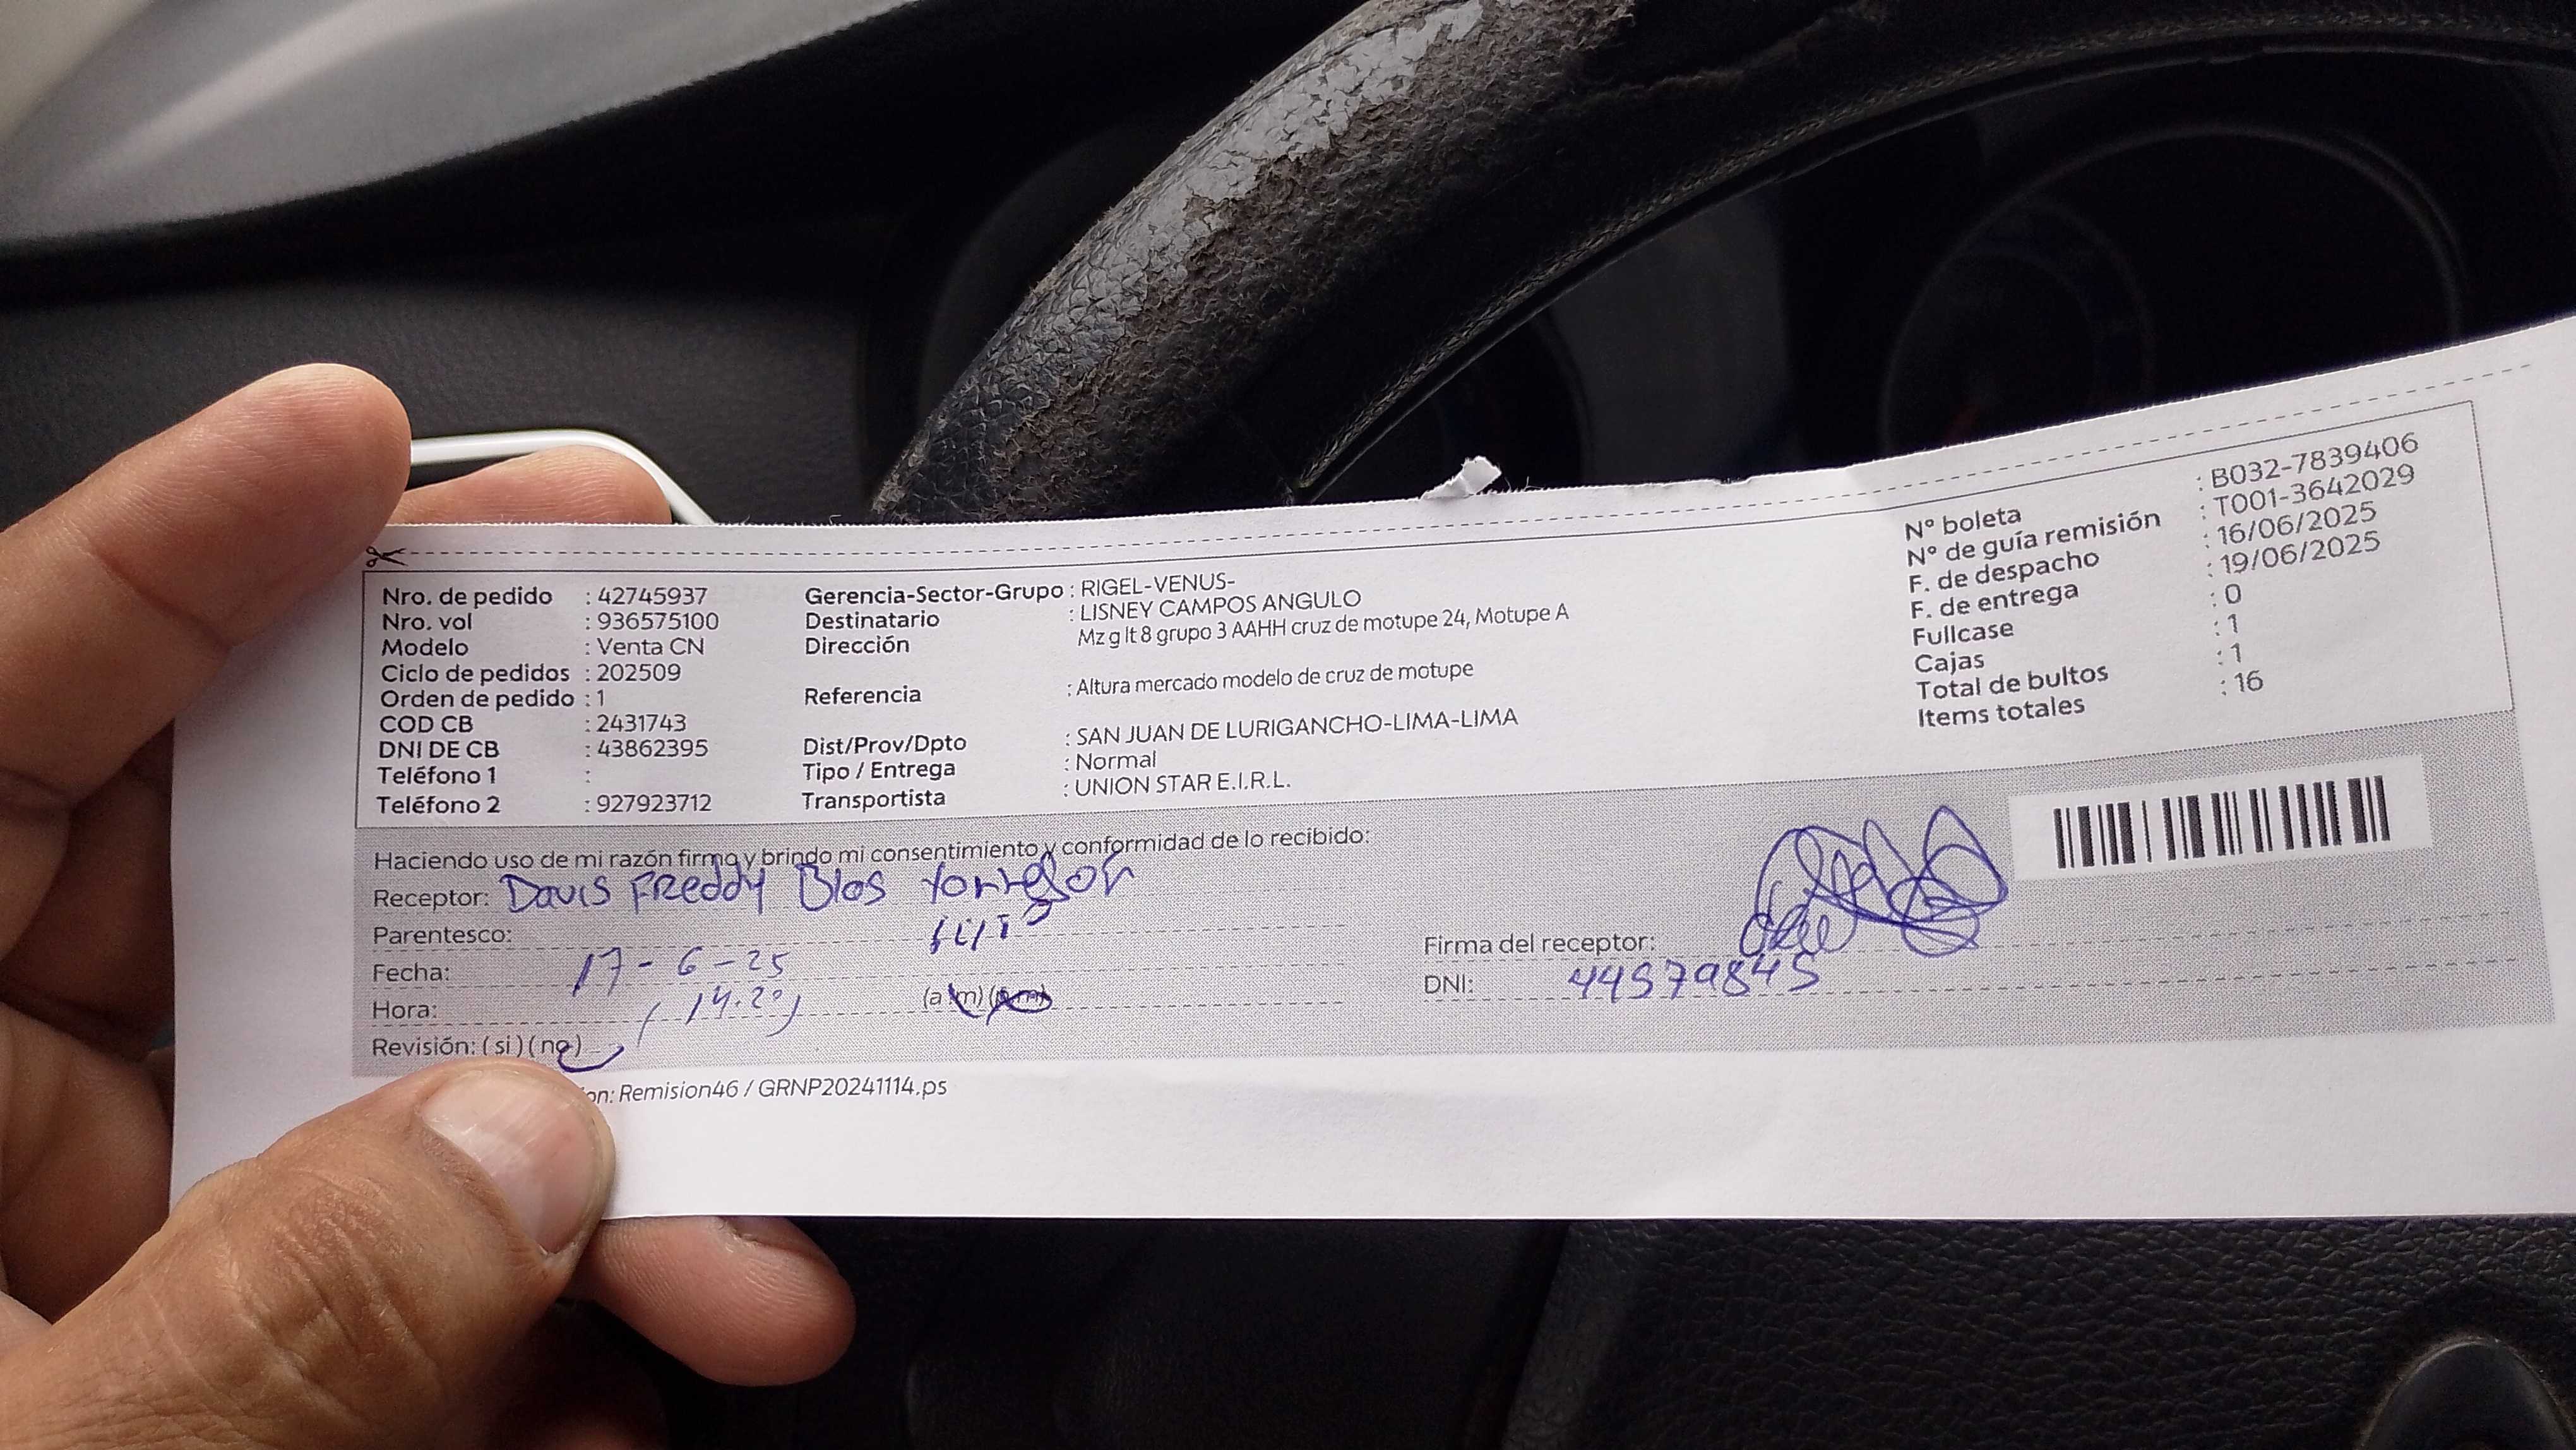 Nro. de pedido : 42745937
Nro. vol : 936575100
Modelo : Venta CN
Ciclo de pedidos : 202509
Orden de pedido : 1
COD CB : 2431743
DNI DE CB : 43862395
Teléfono 1 :
Teléfono 2 : 927923712
Gerencia-Sector-Grupo : RIGEL-VENUS-
Destinatario : LISNEY CAMPOS ANGULO
Dirección Mz g lt 8 grupo 3 AAHH cruz de motupe 24, Motupe A
Referencia : Altura mercado modelo de cruz de motupe
Dist/Prov/Dpto : SAN JUAN DE LURIGANCHO-LIMA-LIMA
Tipo / Entrega : Normal
Transportista : UNION STAR E.I.R.L.
N° boleta : B032-7839406
N° de guía remisión : T001-3642029
F. de despacho : 16/06/2025
F. de entrega : 19/06/2025
Fullcase : 0
Cajas : 1
Total de bultos : 1
Items totales : 16
Haciendo uso de mi razón firmo y brindo mi consentimiento y conformidad de lo recibido:
Receptor: Davis Freddy Blas
Parentesco:
Fecha: 17-6-25
Hora: (a.m)
Revisión: (si) (no)
Firma del receptor:
DNI: 44579845
on: Remision46 / GRNP20241114.ps